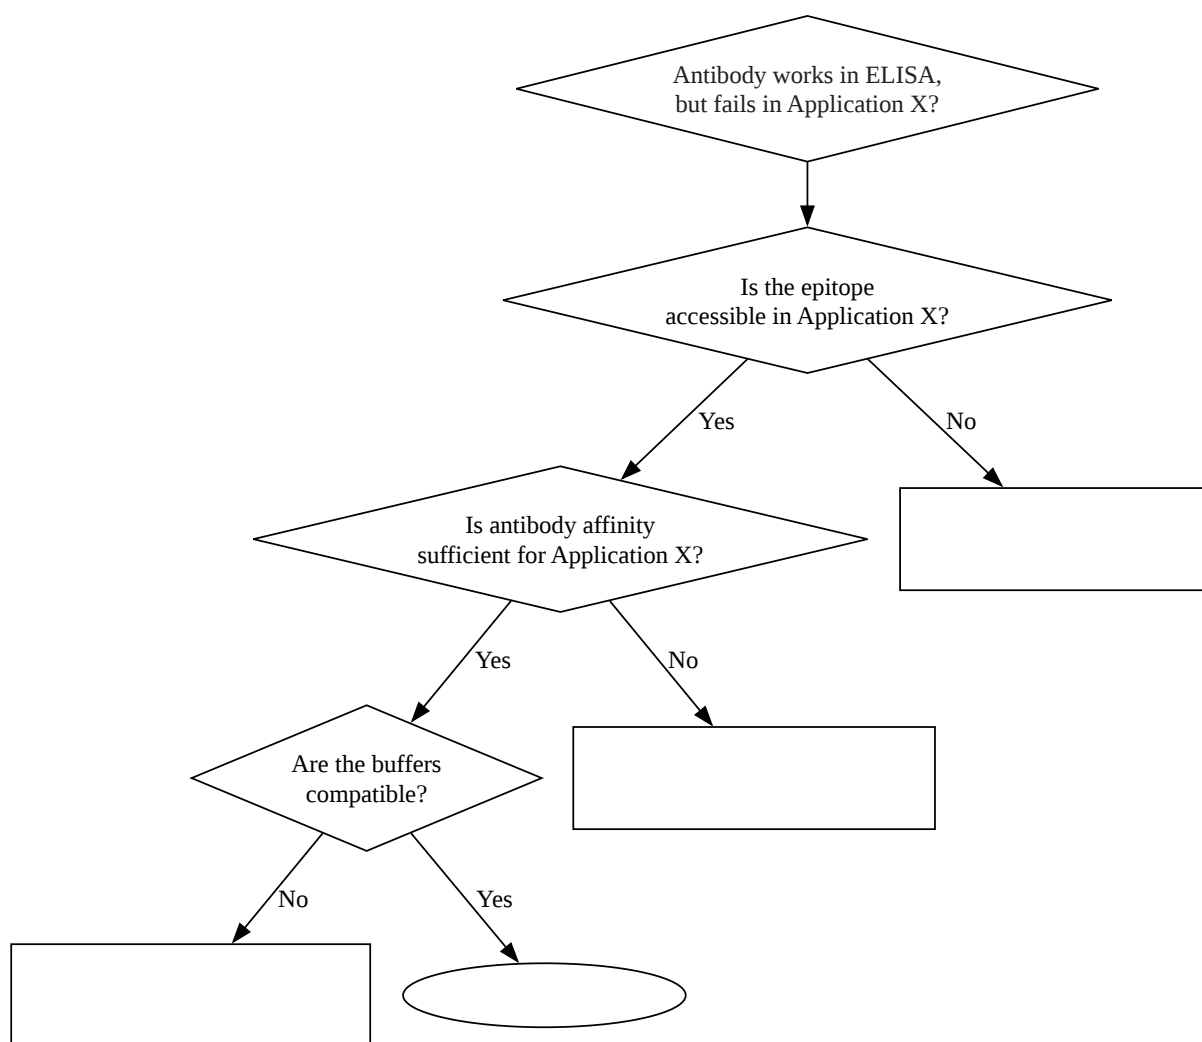 Antibody works in ELISA,
but fails in Application X?
Is the epitope
accessible in Application X?
Yes
No
Is antibody affinity
sufficient for Application X?
Yes
No
Are the buffers
compatible?
No
Yes